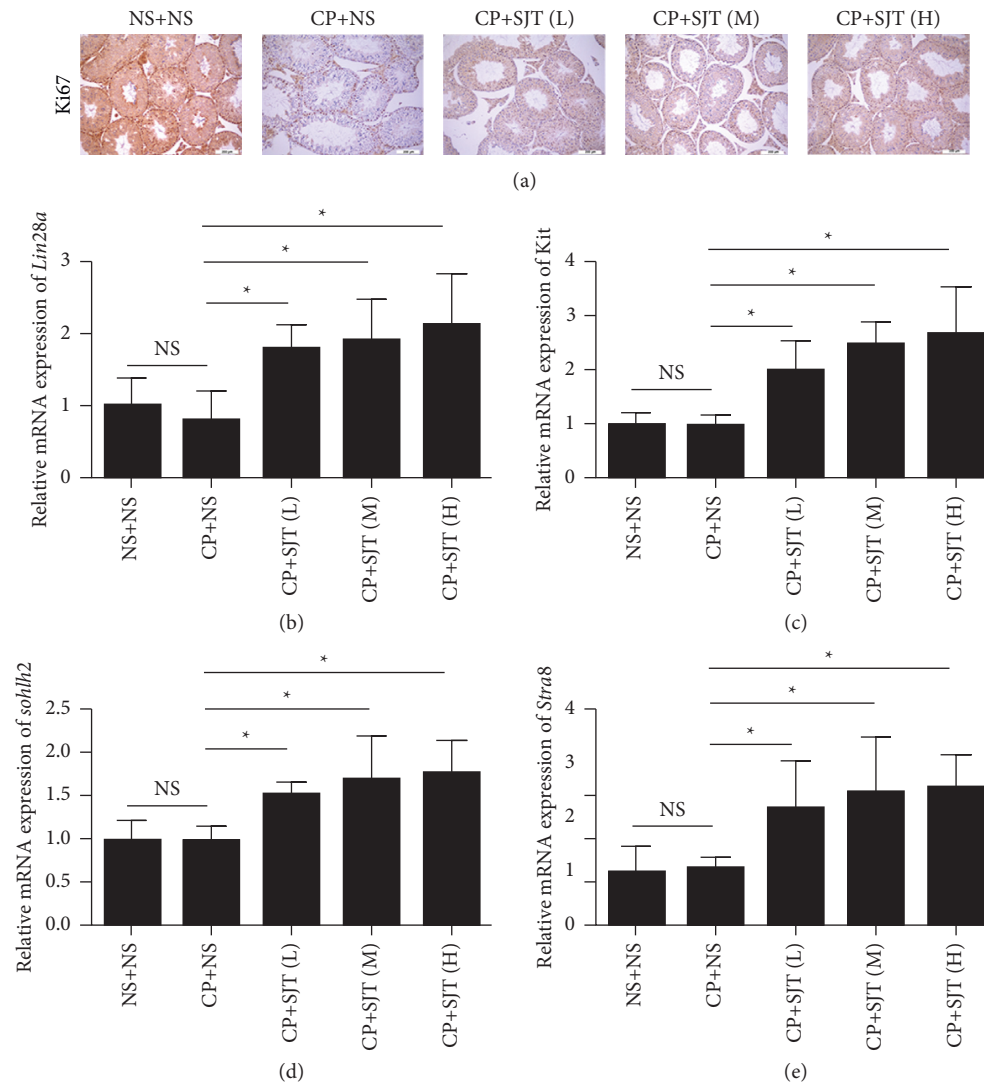 NS+NS CP+NS CP+SJT (L) CP+SJT (M) CP+SJT (H)
Ki67
(a)
Relative mRNA expression of Lin28a
3
2
1
0
NS
*
*
*
NS+NS
CP+NS
CP+SJT (L)
CP+SJT (M)
CP+SJT (H)
(b)
Relative mRNA expression of Kit
4
3
2
1
0
NS
*
*
*
NS+NS
CP+NS
CP+SJT (L)
CP+SJT (M)
CP+SJT (H)
(c)
Relative mRNA expression of sohlh2
2.5
2.0
1.5
1.0
0.5
0.0
NS
*
*
*
NS+NS
CP+NS
CP+SJT (L)
CP+SJT (M)
CP+SJT (H)
(d)
Relative mRNA expression of Stra8
4
3
2
1
0
NS
*
*
*
NS+NS
CP+NS
CP+SJT (L)
CP+SJT (M)
CP+SJT (H)
(e)